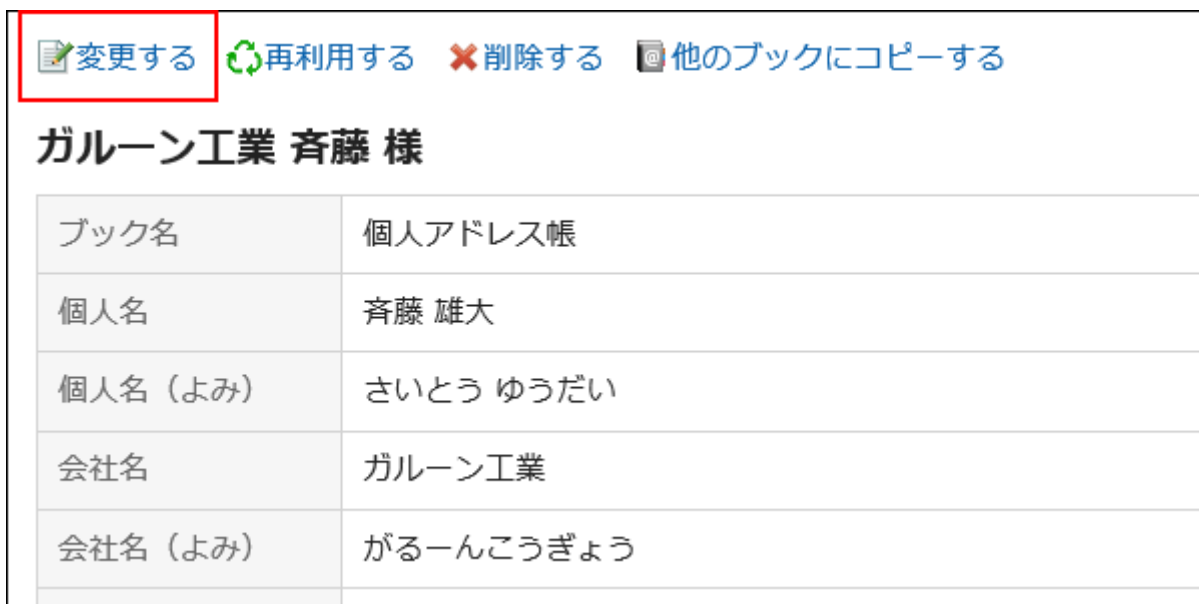 変更する 再利用する 削除する 他のブックにコピーする
ガルーン工業 斉藤 様
ブック名 個人アドレス帳
個人名 斉藤 雄大
個人名（よみ） さいとう ゆうだい
会社名 ガルーン工業
会社名（よみ） がるーんこうぎょう